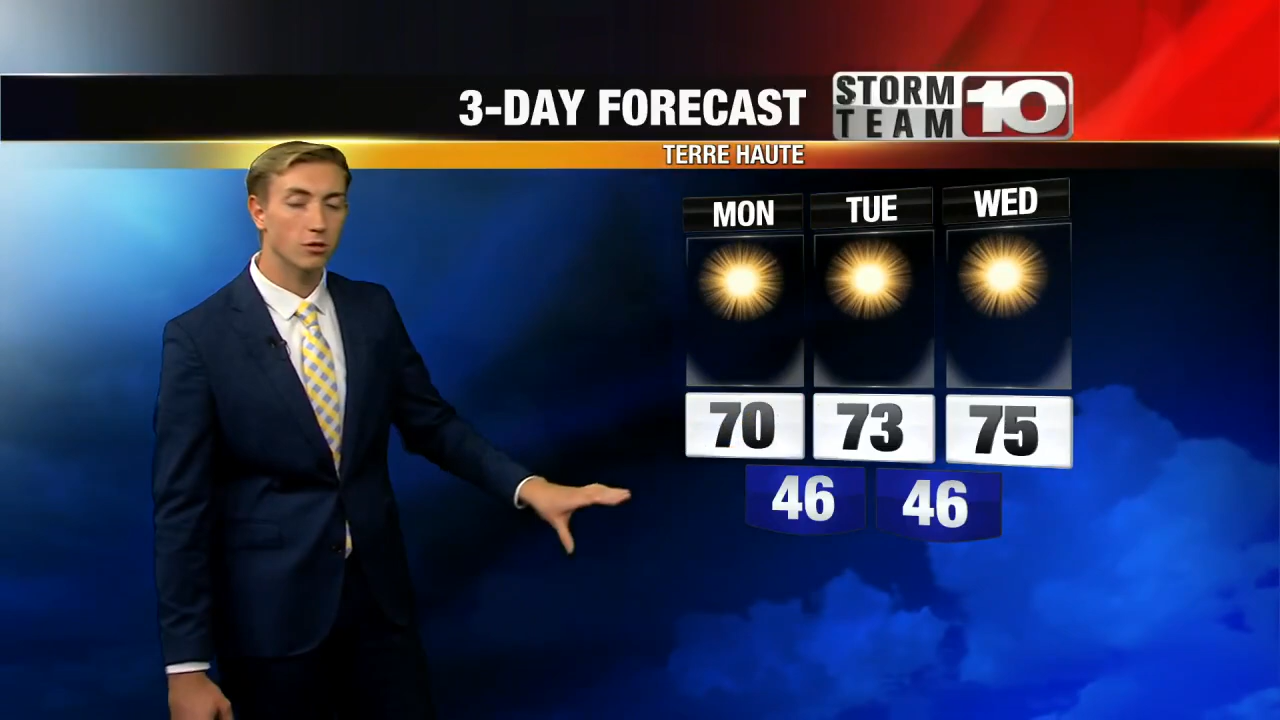 3-DAY FORECAST
STORM TEAM 10
TERRE HAUTE
MON TUE WED
70 73 75
46 46